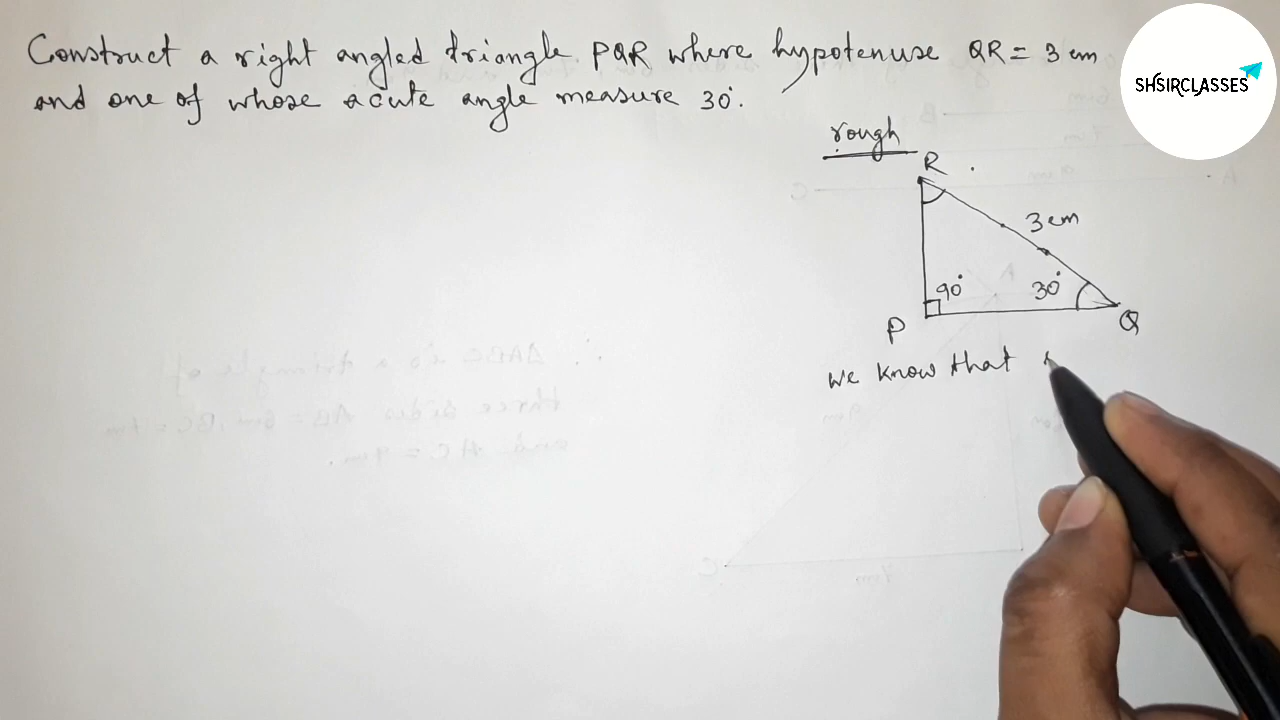 Construct a right angled triangle PQR where hypotenuse QR = 3 cm
and one of whose acute angle measure 30°.
SHSIRCLASSES
rough
R
3 cm
90°
30°
P
Q
we know that